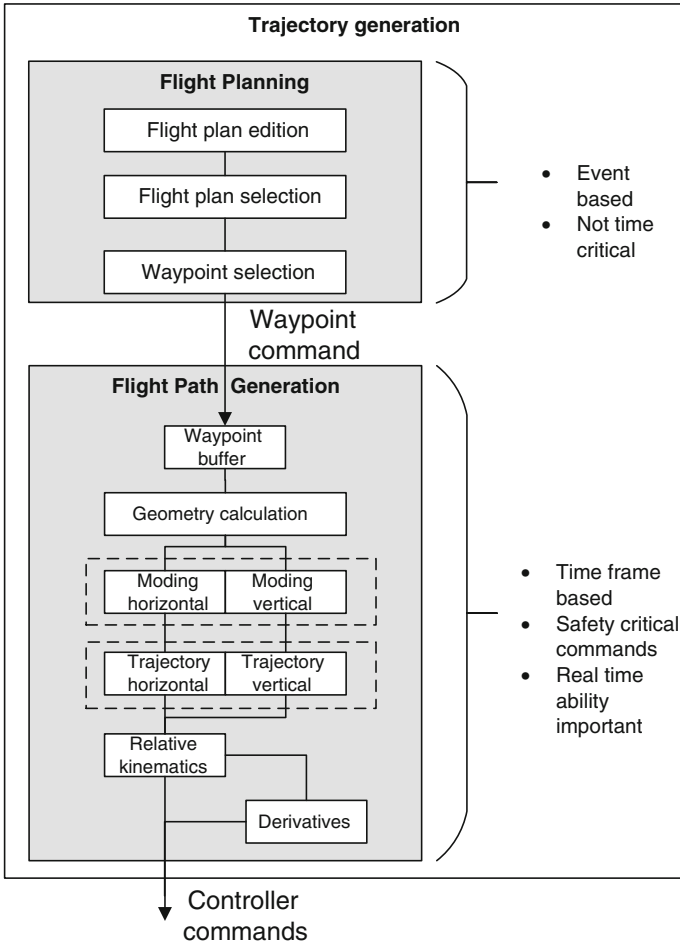 Trajectory generation
Flight Planning
Flight plan edition
Flight plan selection
Waypoint selection
• Event
based
• Not time
critical
Waypoint
command
Flight Path Generation
Waypoint
buffer
Geometry calculation
Moding
horizontal
Moding
vertical
Trajectory
horizontal
Trajectory
vertical
Relative
kinematics
Derivatives
• Time frame
based
• Safety critical
commands
• Real time
ability
important
Controller
commands